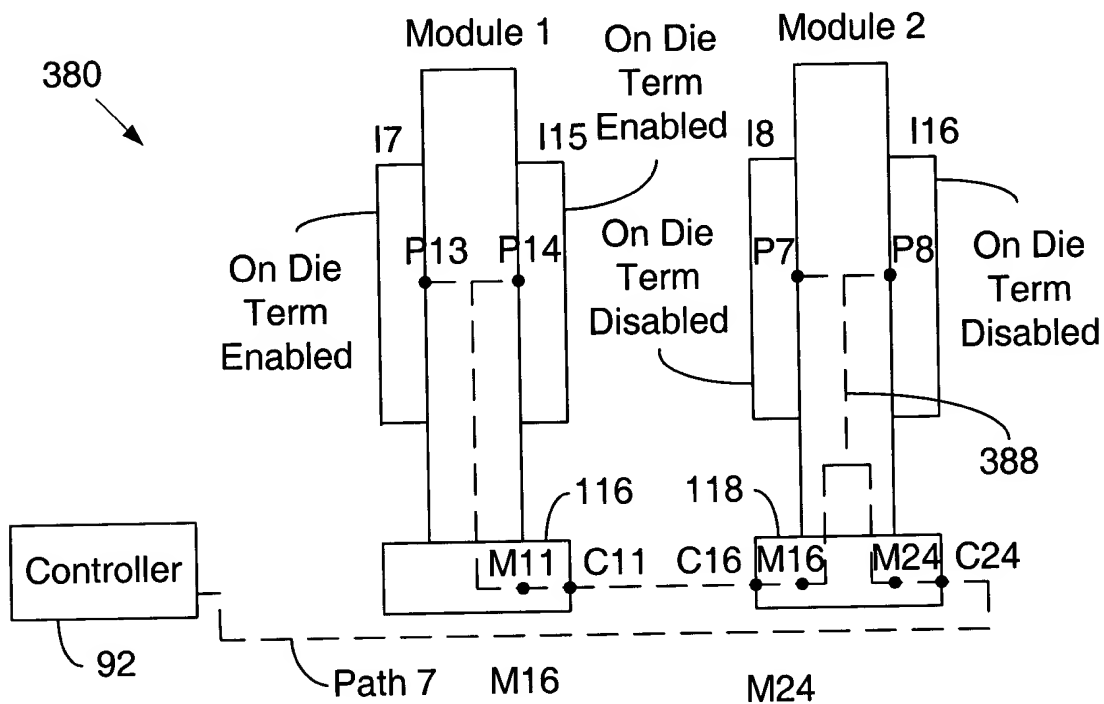 380
Module 1
Module 2
On Die
Term
Enabled
I7
I15
I8
I16
P13
P14
P7
P8
On Die
Term
Enabled
On Die
Term
Disabled
On Die
Term
Disabled
388
116
118
Controller
M11
C11
C16
M16
M24
C24
92
Path 7
M16
M24